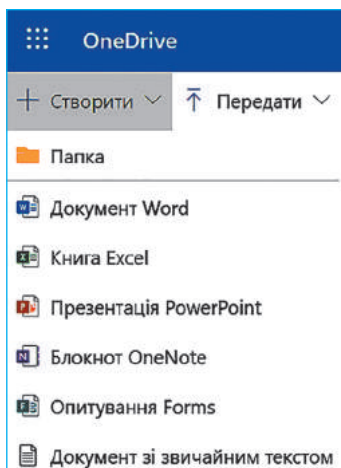 OneDrive
Створити Передати
Папка
Документ Word
Книга Excel
Презентація PowerPoint
Блокнот OneNote
Опитування Forms
Документ зі звичайним текстом